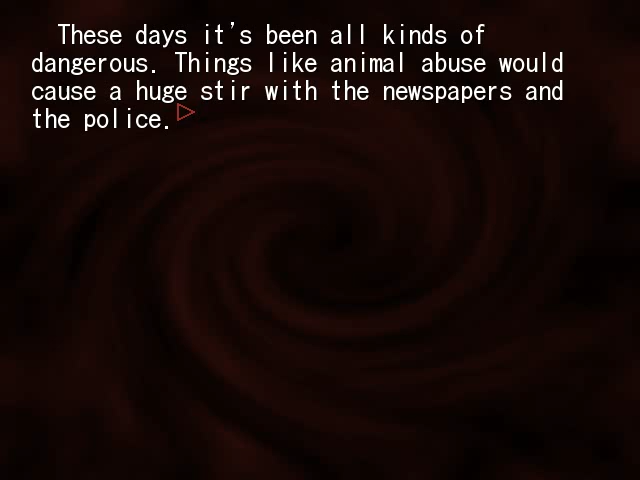 These days it's been all kinds of
dangerous. Things like animal abuse would
cause a huge stir with the newspapers and
the police.